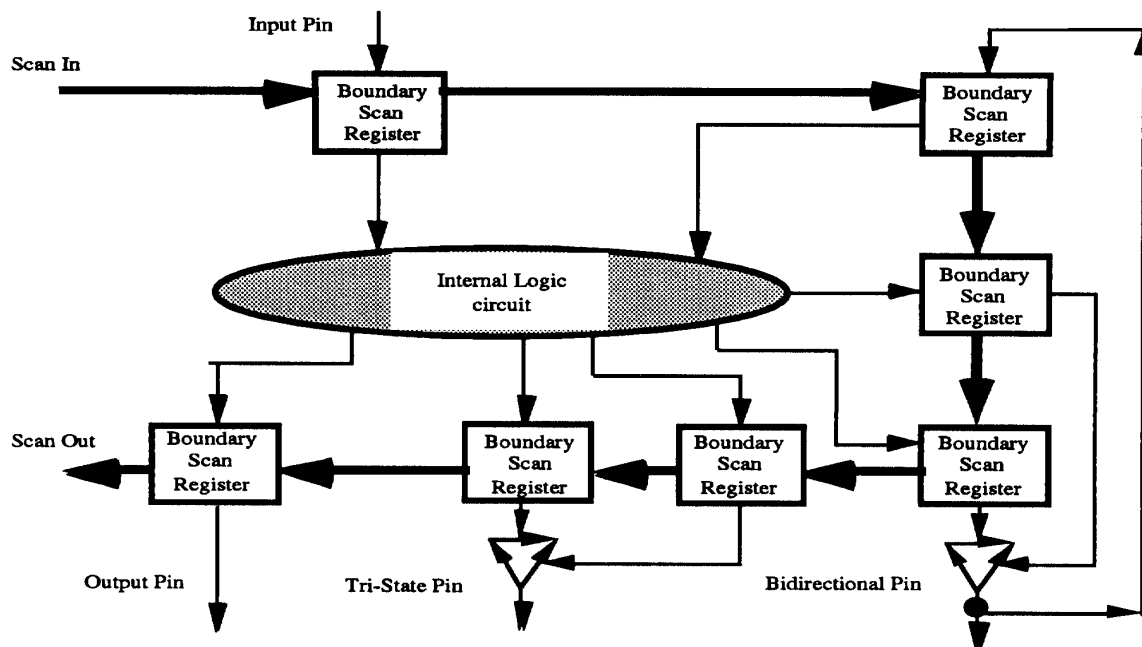 Input Pin
Scan In
Boundary
Scan
Register
Boundary
Scan
Register
Internal Logic
circuit
Boundary
Scan
Register
Scan Out
Boundary
Scan
Register
Boundary
Scan
Register
Boundary
Scan
Register
Boundary
Scan
Register
Output Pin
Tri-State Pin
Bidirectional Pin